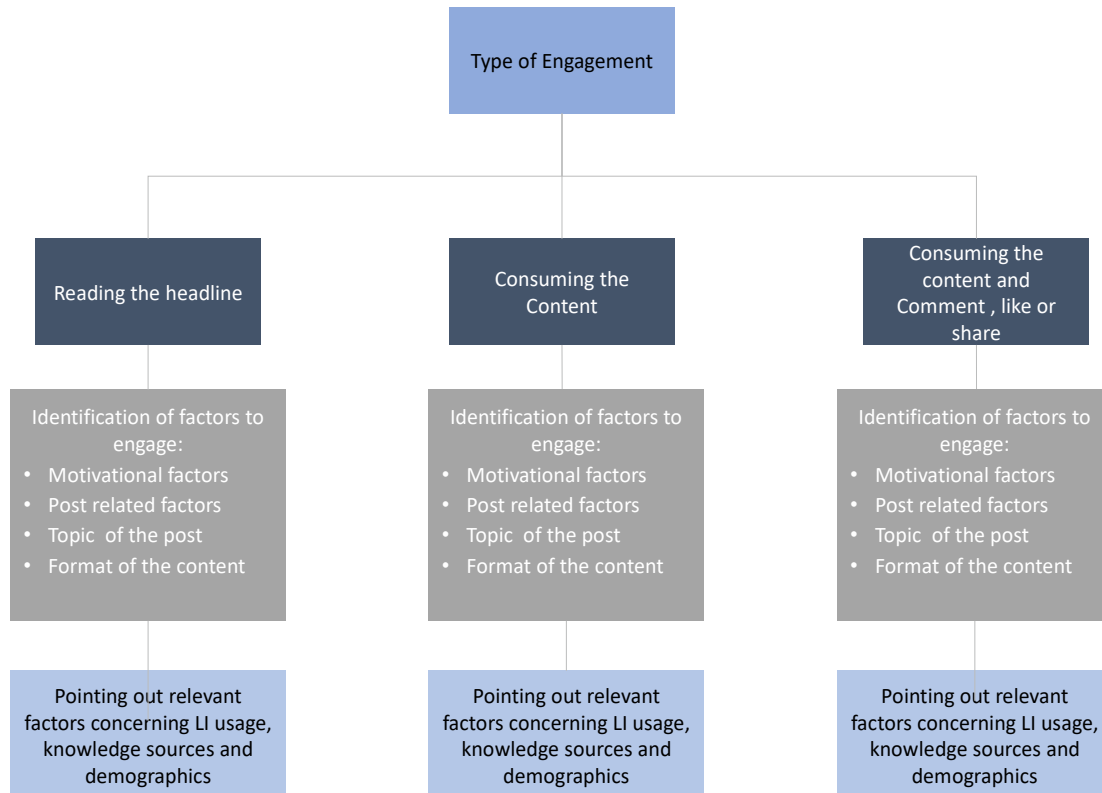 Type of Engagement
Reading the headline
Consuming the
Content
Consuming the
content and
Comment , like or
share
Identification of factors to
engage:
• Motivational factors
• Post related factors
• Topic of the post
• Format of the content
Identification of factors to
engage:
• Motivational factors
• Post related factors
• Topic of the post
• Format of the content
Identification of factors to
engage:
• Motivational factors
• Post related factors
• Topic of the post
• Format of the content
Pointing out relevant
factors concerning LI usage,
knowledge sources and
demographics
Pointing out relevant
factors concerning LI usage,
knowledge sources and
demographics
Pointing out relevant
factors concerning LI usage,
knowledge sources and
demographics